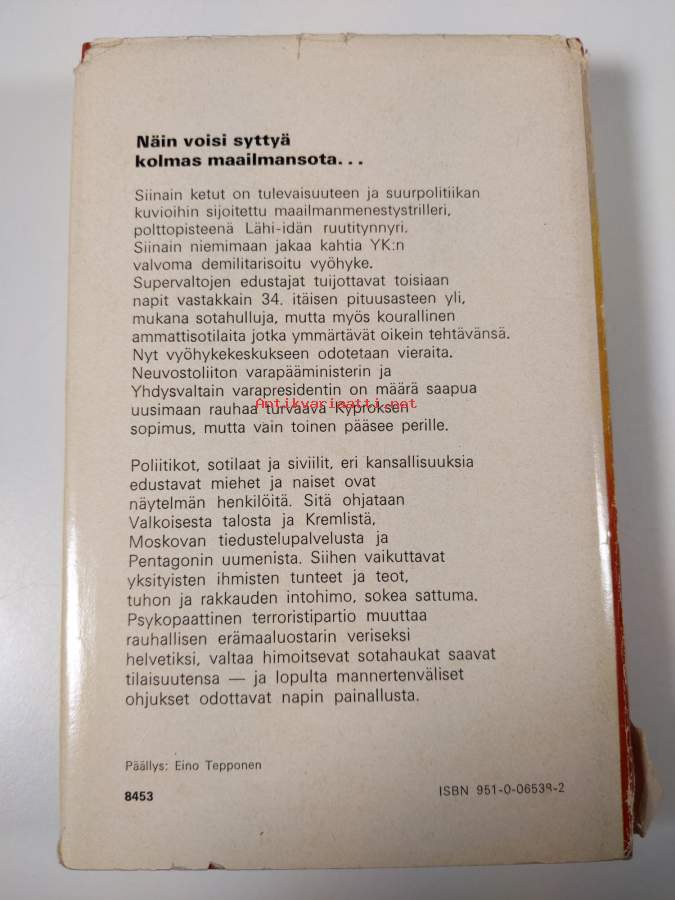 Näin voisi syttyä
kolmas maailmansota...
Siinain ketut on tulevaisuuteen ja suurpolitiikan
kuvioihin sijoitettu maailmanmenestystrilleri,
polttopisteenä Lähi-idän ruutitynnyri.
Siinain niemimaan jakaa kahtia YK:n
valvoma demilitarisoitu vyöhyke.
Supervaltojen edustajat tuijottavat toisiaan
napit vastakkain 34. itäisen pituusasteen yli,
mukana sotahulluja, mutta myös kourallinen
ammattisotilaita jotka ymmärtävät oikein tehtävänsä.
Nyt vyöhykekeskukseen odotetaan vieraita.
Neuvostoliiton varapääministerin ja
Yhdysvaltain varapresidentin on määrä saapua
uusimaan rauhaa turvaava Kyproksen
Antikvariaatti.net
sopimus, mutta vain toinen pääsee perille.
Poliitikot, sotilaat ja siviilit, eri kansallisuuksia
edustavat miehet ja naiset ovat
näytelmän henkilöitä. Sitä ohjataan
Valkoisesta talosta ja Kremlistä,
Moskovan tiedustelupalvelusta ja
Pentagonin uumenista. Siihen vaikuttavat
yksityisten ihmisten tunteet ja teot,
tuhon ja rakkauden intohimo, sokea sattuma.
Psykopaattinen terroristipartio muuttaa
rauhallisen erämaaluostarin veriseksi
helvetiksi, valtaa himoitsevat sotahaukat saavat
tilaisuutensa — ja lopulta mannertenväliset
ohjukset odottavat napin painallusta.
Päällys: Eino Tepponen
8453
ISBN 951-0-06538-2